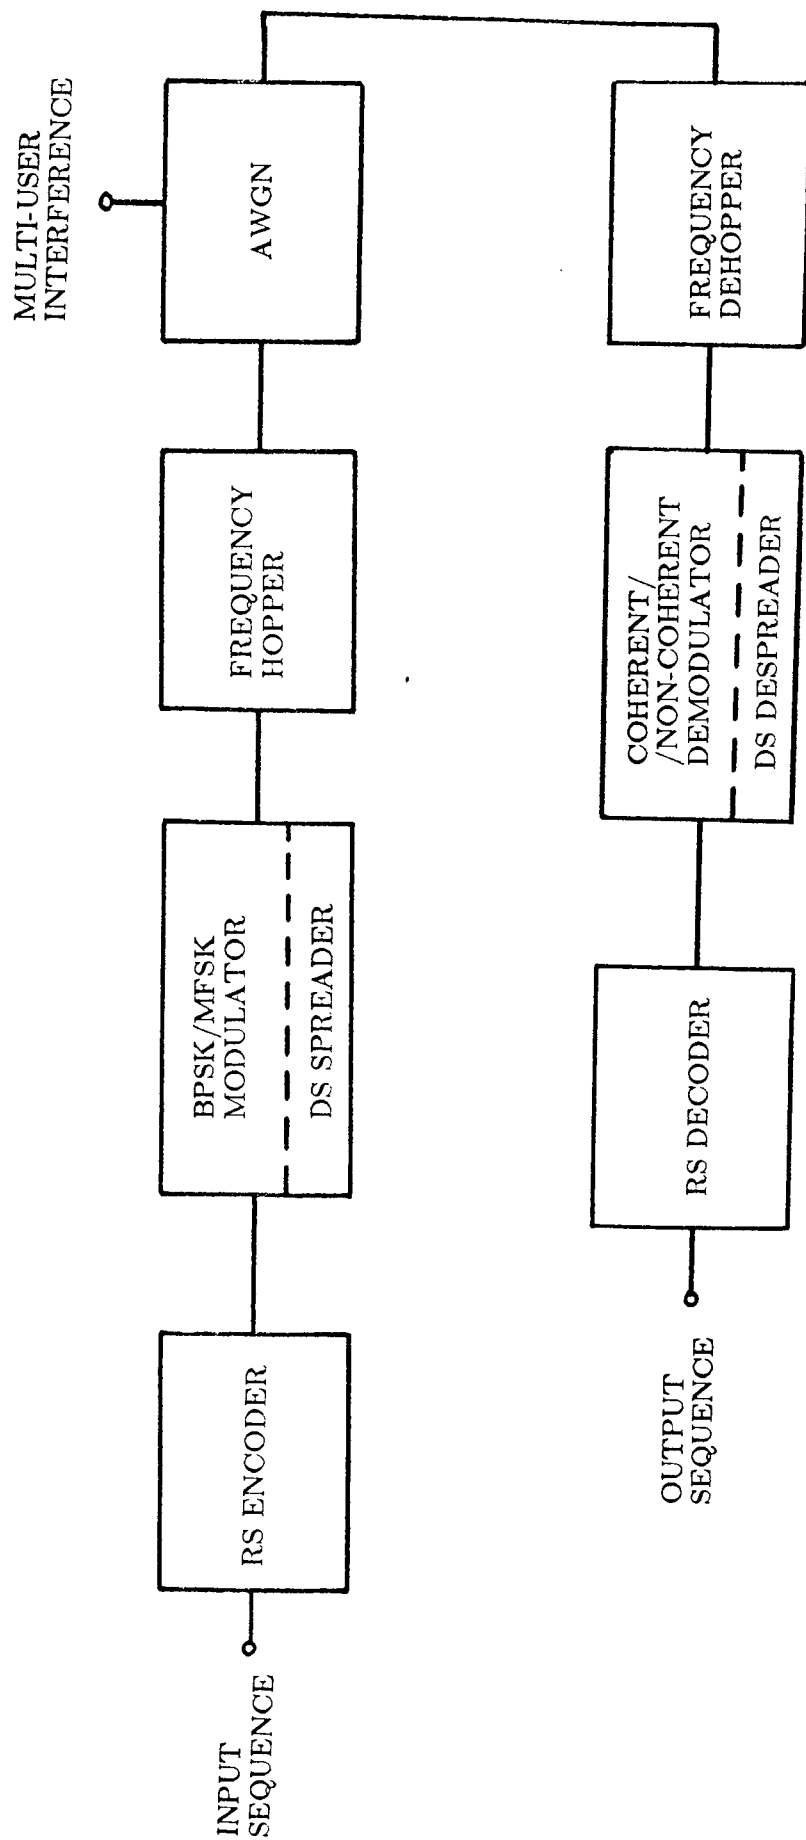 INPUT
SEQUENCE
RS ENCODER
BPSK/MFSK
MODULATOR
DS SPREADER
FREQUENCY
HOPPER
AWGN
MULTI-USER
INTERFERENCE
FREQUENCY
DEHOPPER
COHERENT/
/NON-COHERENT
DEMODULATOR
DS DESPREADER
RS DECODER
OUTPUT
SEQUENCE